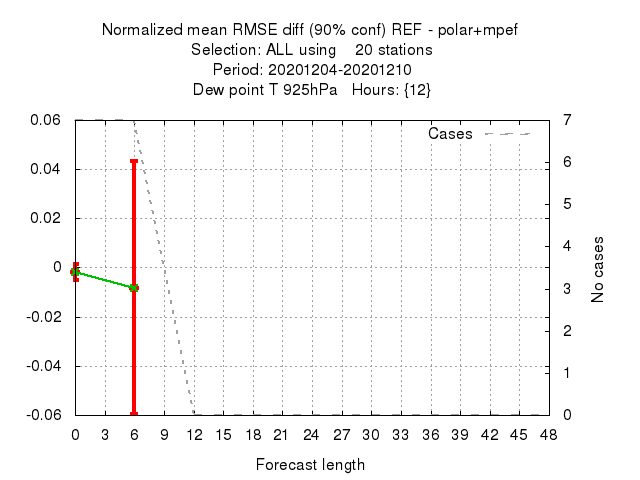 Normalized mean RMSE diff (90% conf) REF - polar+mpef
Selection: ALL using    20 stations
Period: 20201204-20201210
Dew point T 925hPa   Hours: {12}
Cases
0.06
0.04
0.02
0
-0.02
-0.04
-0.06
7
6
5
4
3
2
1
0
No cases
0 3 6 9 12 15 18 21 24 27 30 33 36 39 42 45 48
Forecast length